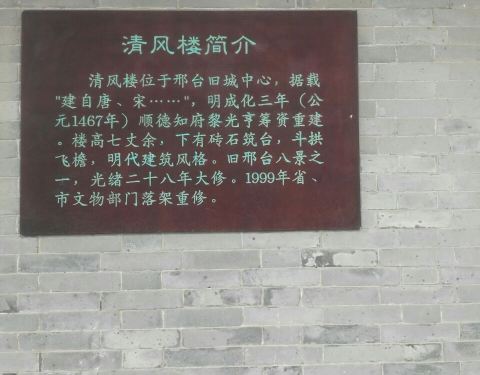 清风楼简介
清风楼位于邢台旧城中心，据载
"建自唐、宋……"，明成化三年（公
元1467年）顺德知府黎光亨筹资重建
。楼高七丈余，下有砖石筑台，斗拱
飞檐，明代建筑风格。旧邢台八景之
一，光绪二十八年大修。1999年省、
市文物部门落架重修。